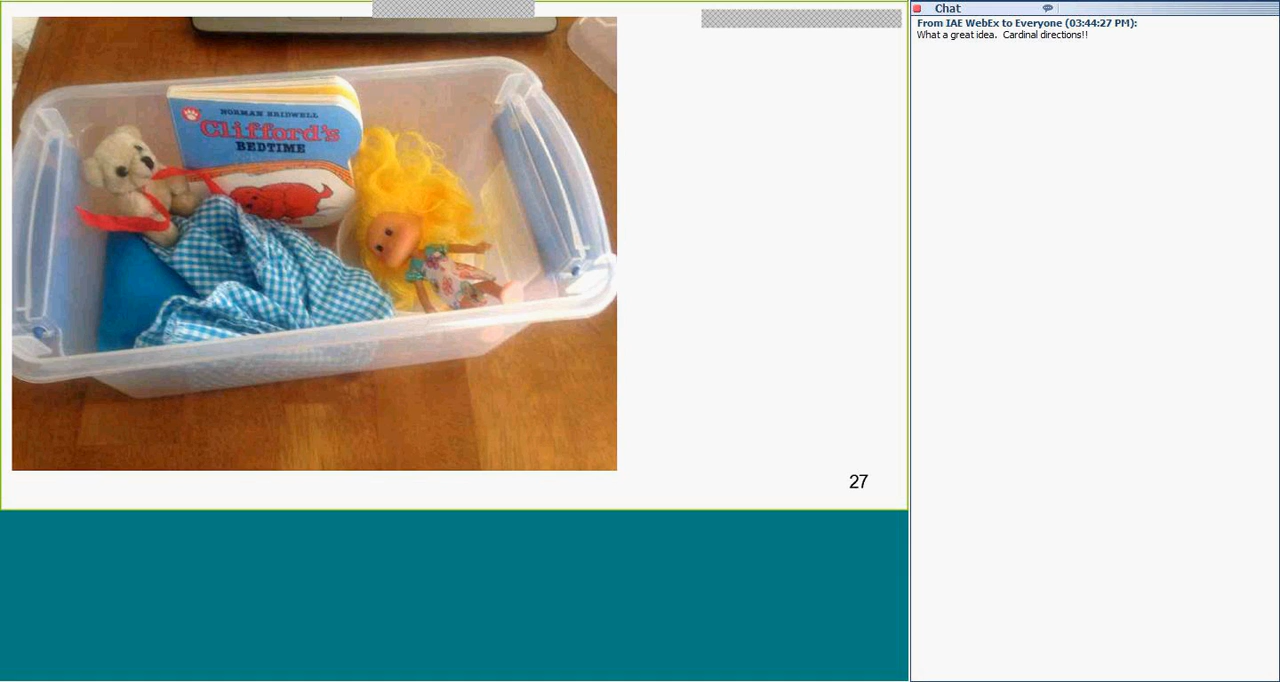 NORMAN BRIDWELL
Clifford's
BEDTIME
27
Chat
From IAE WebEx to Everyone (03:44:27 PM):
What a great idea.  Cardinal directions!!